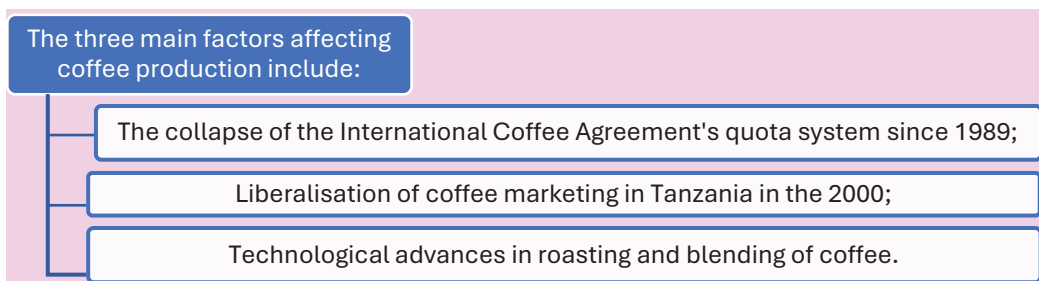 The three main factors affecting
coffee production include:
The collapse of the International Coffee Agreement's quota system since 1989;
Liberalisation of coffee marketing in Tanzania in the 2000;
Technological advances in roasting and blending of coffee.